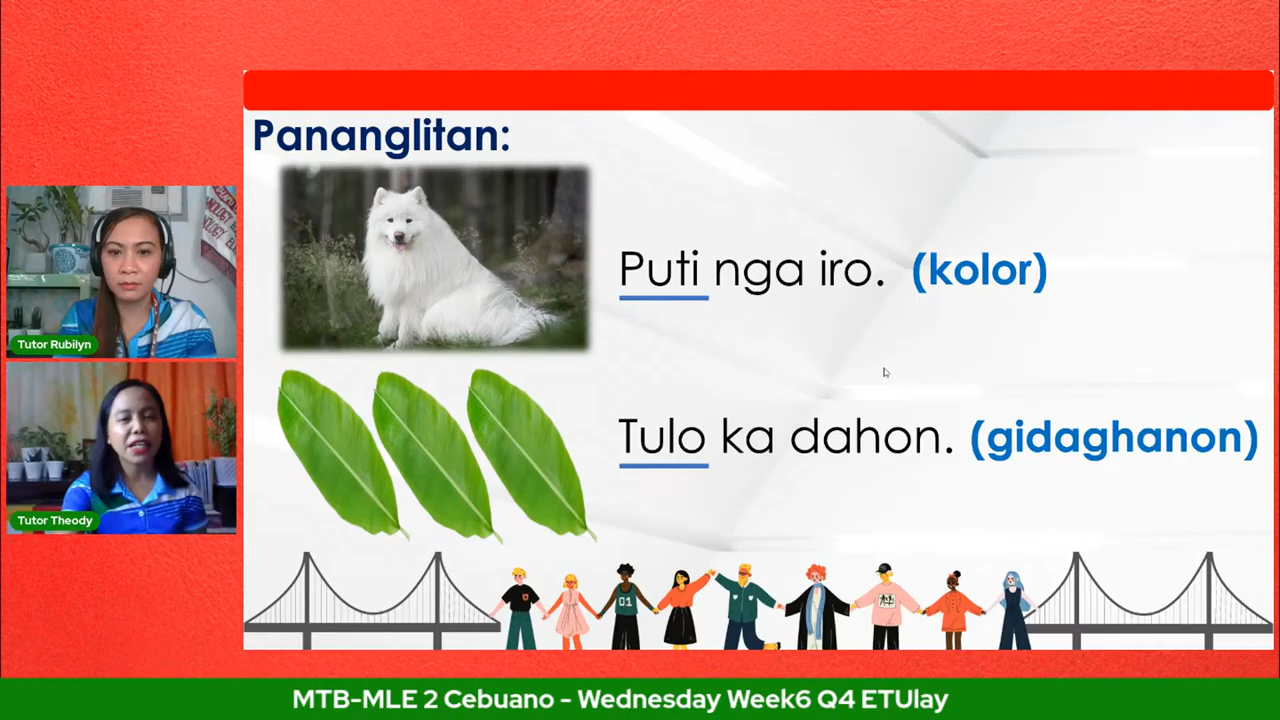 Pananglitan:
Puti nga iro. (kolor)
Tulo ka dahon. (gidaghanon)
Tutor Rubilyn
Tutor Theody
01
MTB-MLE 2 Cebuano - Wednesday Week6 Q4 ETUlay